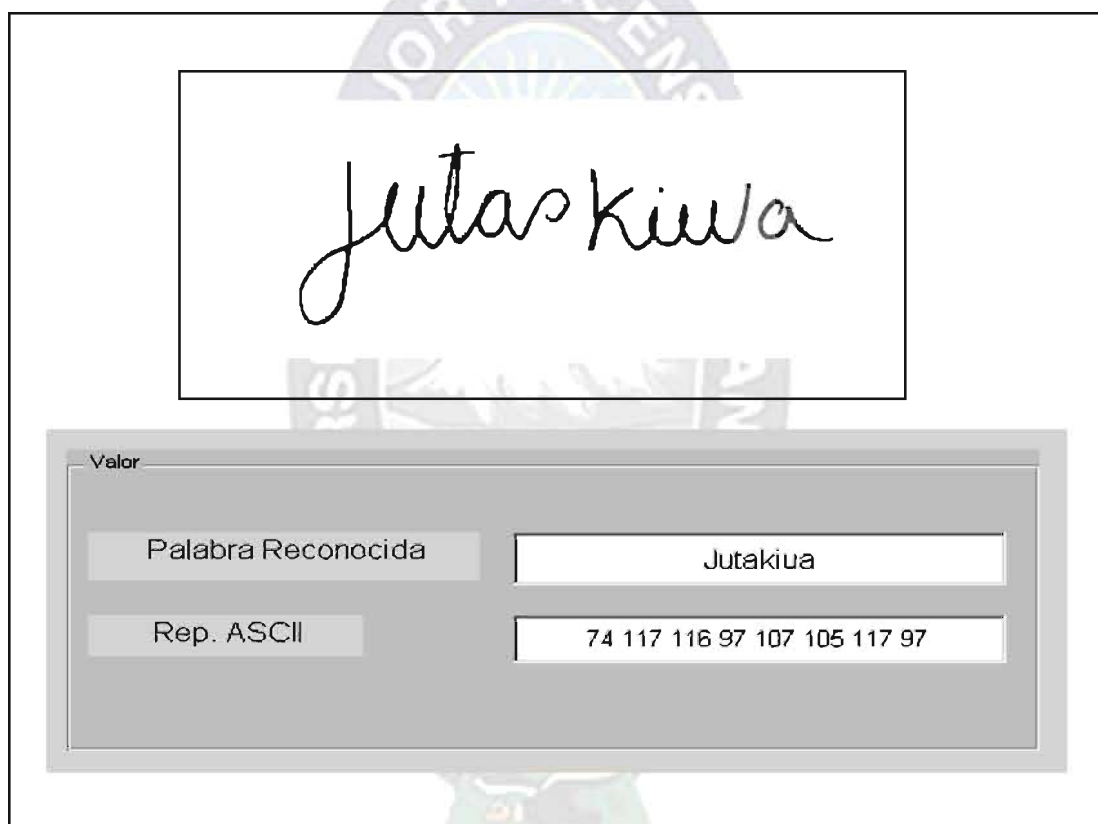 Jutaskiwa
Valor
Palabra Reconocida
Jutakiua
Rep. ASCII
74 117 116 97 107 105 117 97